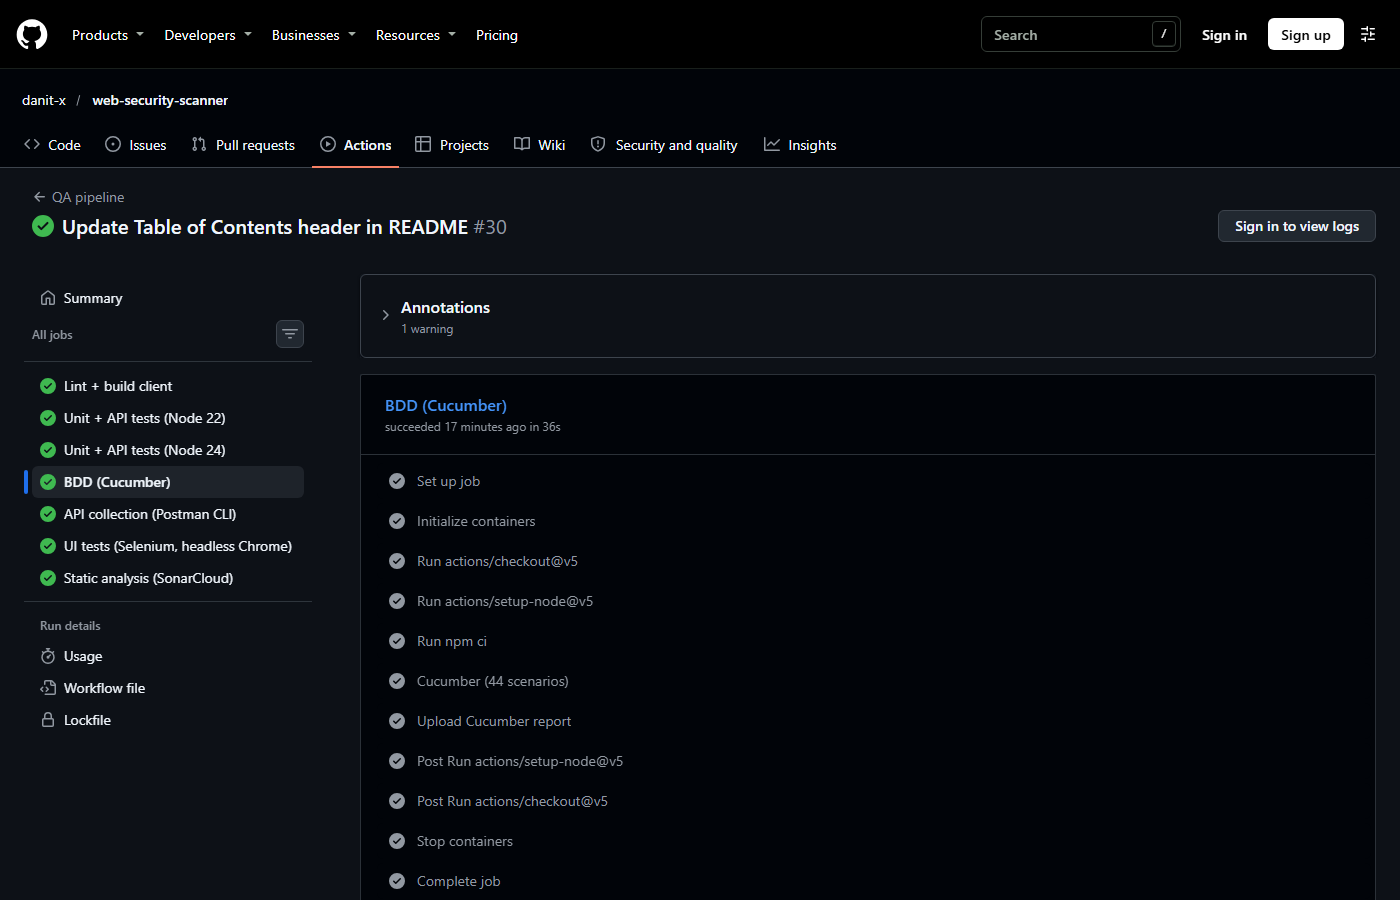 Products Developers Businesses Resources Pricing Search / Sign in Sign up
danit-x / web-security-scanner
Code Issues Pull requests Actions Projects Wiki Security and quality Insights
QA pipeline
Update Table of Contents header in README #30
Sign in to view logs
Summary
All jobs
Lint + build client
Unit + API tests (Node 22)
Unit + API tests (Node 24)
BDD (Cucumber)
API collection (Postman CLI)
UI tests (Selenium, headless Chrome)
Static analysis (SonarCloud)
Run details
Usage
Workflow file
Lockfile
Annotations
1 warning
BDD (Cucumber)
succeeded 17 minutes ago in 36s
Set up job
Initialize containers
Run actions/checkout@v5
Run actions/setup-node@v5
Run npm ci
Cucumber (44 scenarios)
Upload Cucumber report
Post Run actions/setup-node@v5
Post Run actions/checkout@v5
Stop containers
Complete job